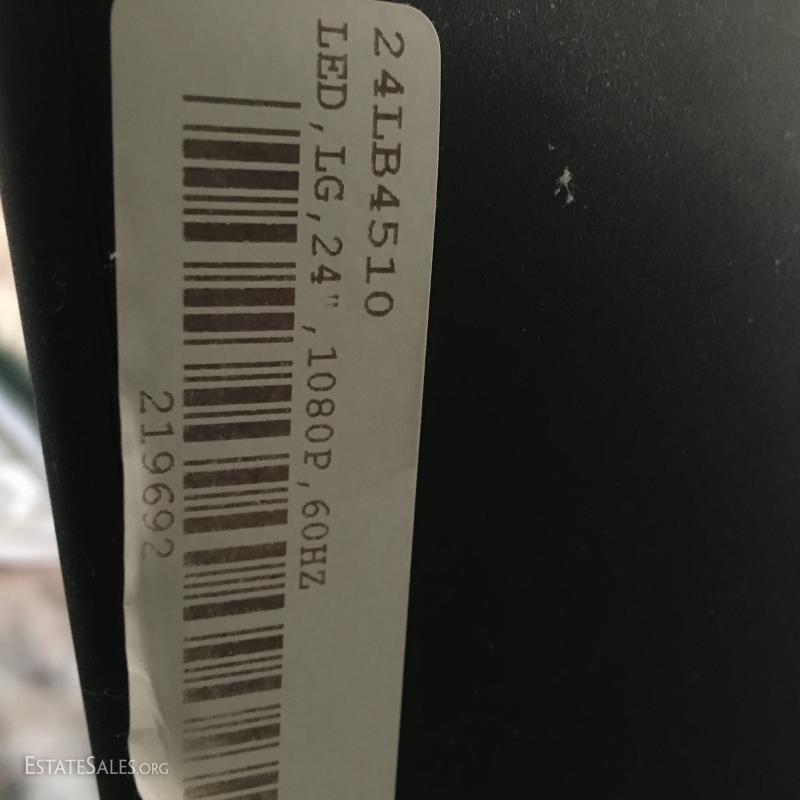 24LB4510
LED,LG,24",1080P,60HZ
219692
ESTATESALES.ORG